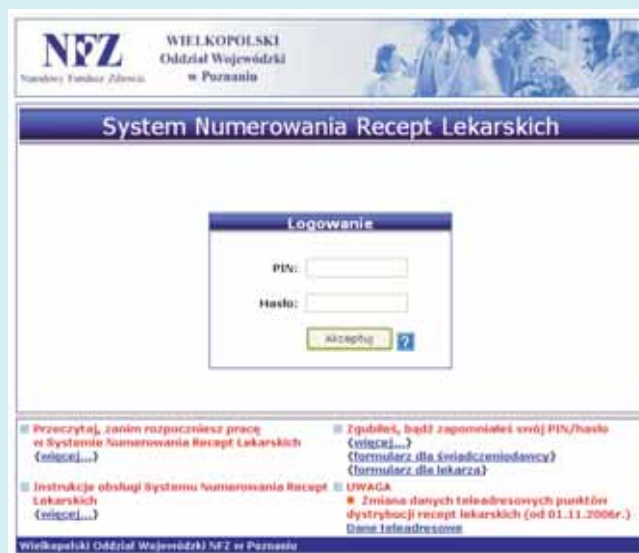 NFZ
Narodowy Fundusz Zdrowia
WIELKOPOLSKI
Oddział Wojewódzki
w Poznaniu
System Numerowania Recept Lekarskich
Logowanie
PIN:
Hasło:
Akceptuj
?
Przeczytaj, zanim rozpoczniesz pracę
w Systemie Numerowania Recept Lekarskich
{więcej...}
Instrukcje obsługi Systemu Numerowania Recept
Lekarskich
{więcej...}
Zgubiłeś, bądź zapomniałeś swój PIN/hasło
{więcej...}
{formularz dla świadczeniodawcy}
{formularz dla lekarza}
UWAGA
Zmiana danych teleadresowych punktów
dystrybucji recept lekarskich (od 01.11.2006r.)
Dane teleadresowe
Wielkopolski Oddział Wojewódzki NFZ w Poznaniu